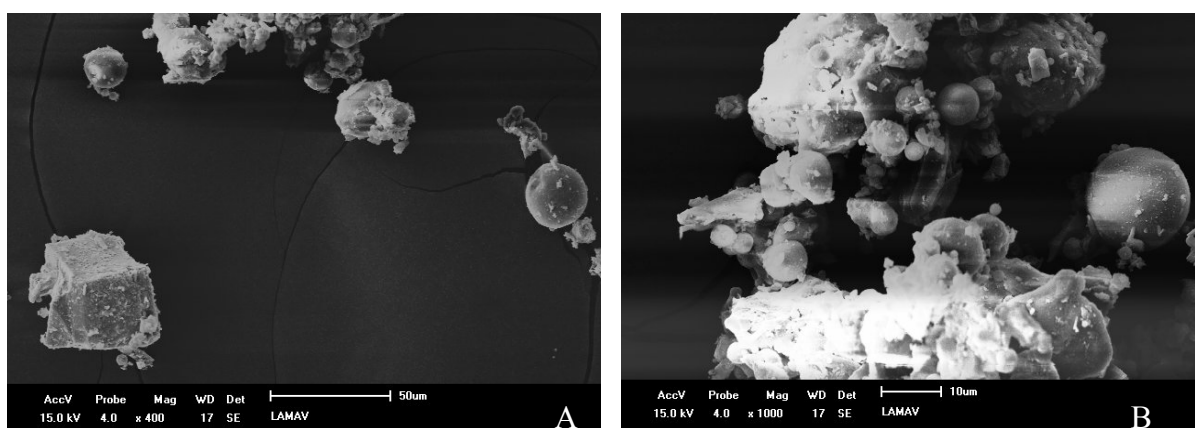 AccV Probe Mag WD Det 50um
15.0 kV 4.0 x 400 17 SE LAMAV A
AccV Probe Mag WD Det 10um
15.0 kV 4.0 x 1000 17 SE LAMAV B